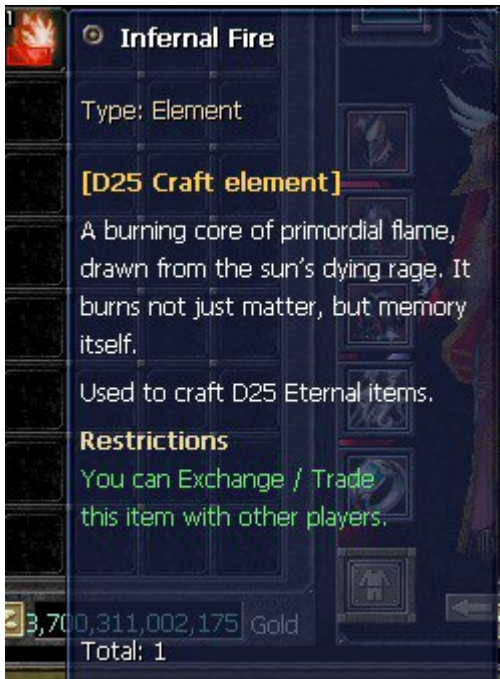 1
Infernal Fire
Type: Element
[D25 Craft element]
A burning core of primordial flame,
drawn from the sun's dying rage. It
burns not just matter, but memory
itself.
Used to craft D25 Eternal items.
Restrictions
You can Exchange / Trade
this item with other players.
3,700,311,002,175 Gold
Total: 1